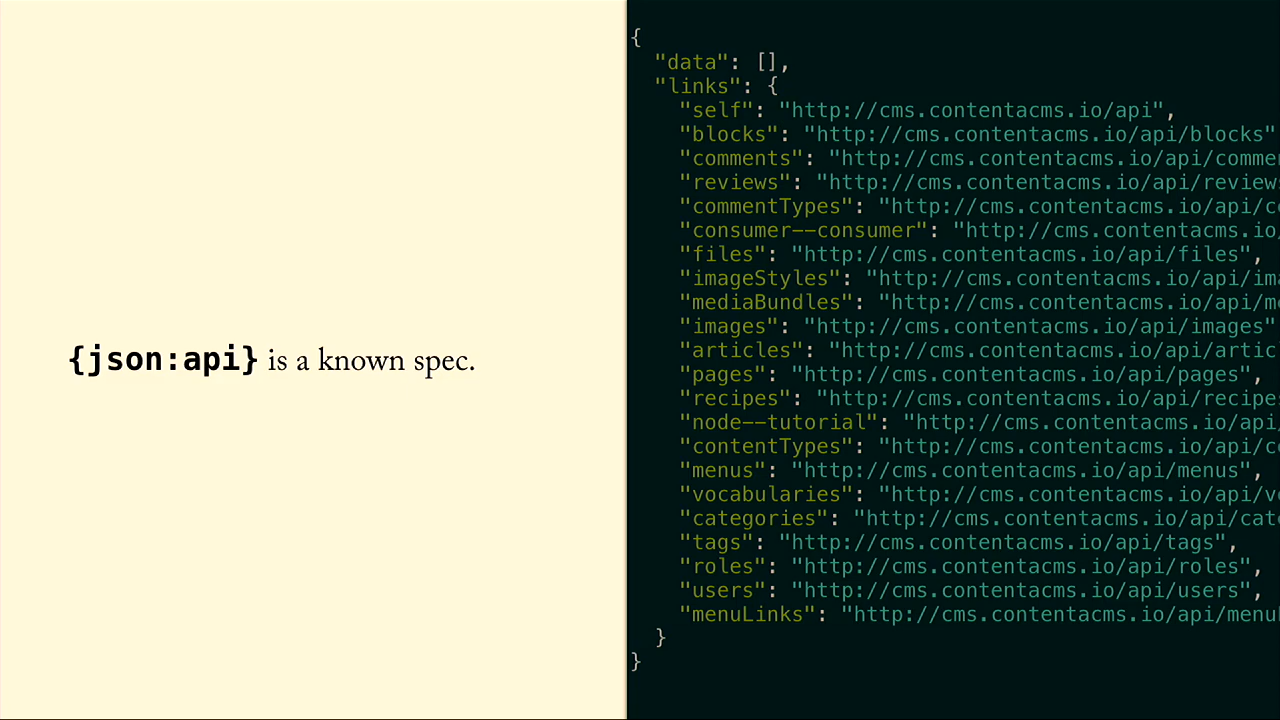 {json:api} is a known spec.
{
"data": [],
"links": {
"self": "http://cms.contentacms.io/api",
"blocks": "http://cms.contentacms.io/api/blocks"
"comments": "http://cms.contentacms.io/api/comme
"reviews": "http://cms.contentacms.io/api/reviews
"commentTypes": "http://cms.contentacms.io/api/co
"consumer--consumer": "http://cms.contentacms.io/
"files": "http://cms.contentacms.io/api/files",
"imageStyles": "http://cms.contentacms.io/api/ima
"mediaBundles": "http://cms.contentacms.io/api/me
"images": "http://cms.contentacms.io/api/images"
"articles": "http://cms.contentacms.io/api/artic
"pages": "http://cms.contentacms.io/api/pages",
"recipes": "http://cms.contentacms.io/api/recipes
"node--tutorial": "http://cms.contentacms.io/api/
"contentTypes": "http://cms.contentacms.io/api/co
"menus": "http://cms.contentacms.io/api/menus",
"vocabularies": "http://cms.contentacms.io/api/vo
"categories": "http://cms.contentacms.io/api/cate
"tags": "http://cms.contentacms.io/api/tags",
"roles": "http://cms.contentacms.io/api/roles",
"users": "http://cms.contentacms.io/api/users",
"menuLinks": "http://cms.contentacms.io/api/menuL
}
}